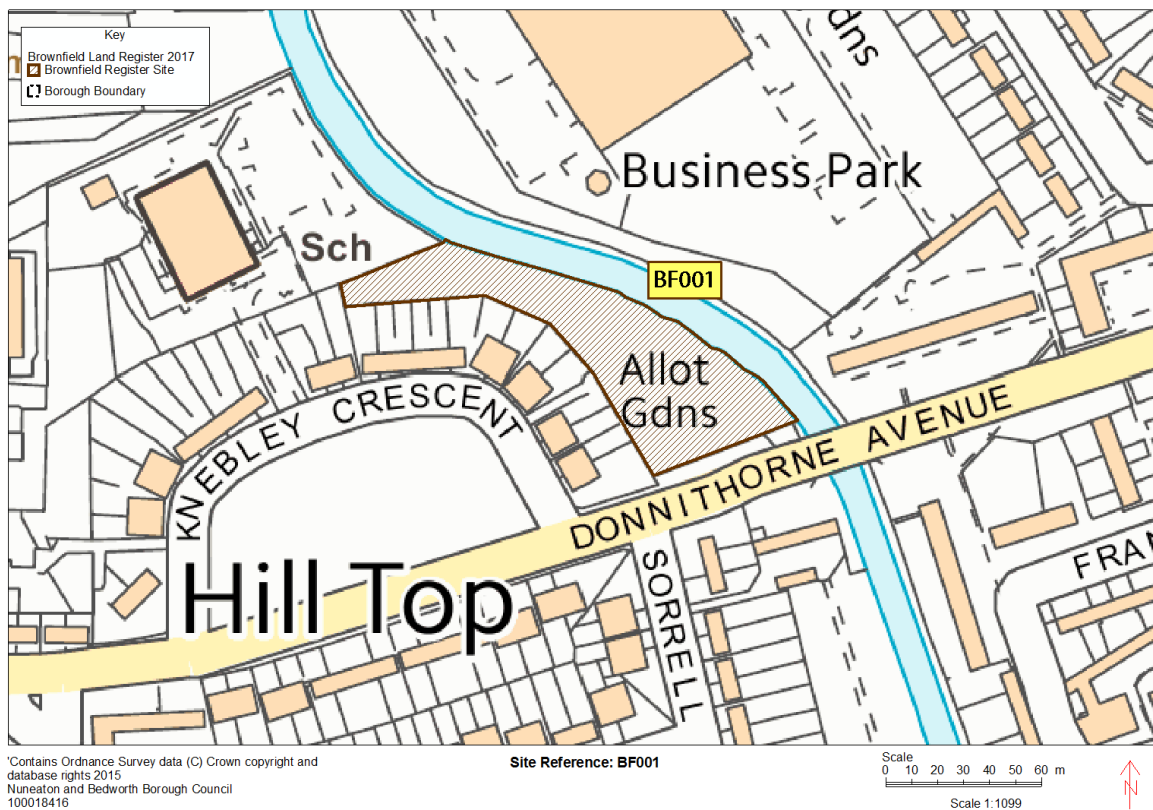 Key
Brownfield Land Register 2017
Brownfield Register Site
Borough Boundary
dns
Business Park
Sch
BF001
Allot
Gdns
KNEBLEY CRESCENT
DONNITHORNE AVENUE
Hill Top
SORRELL
FRAN
'Contains Ordnance Survey data (C) Crown copyright and
database rights 2015
Nuneaton and Bedworth Borough Council
100018416
Site Reference: BF001
Scale
0 10 20 30 40 50 60 m
Scale 1:1099
N